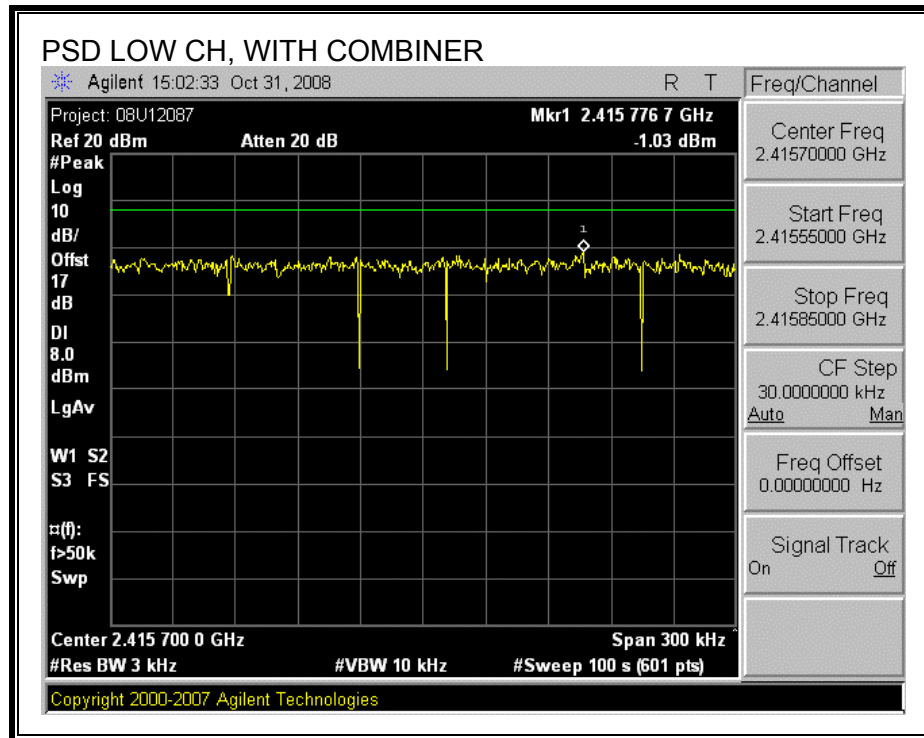 PSD LOW CH, WITH COMBINER
Agilent 15:02:33 Oct 31, 2008 R T
Project: 08U12087 Mkr1 2.415 776 7 GHz
Ref 20 dBm Atten 20 dB -1.03 dBm
#Peak
Log
10
dB/
Offst
17
dB
DI
8.0
dBm
LgAv
W1 S2
S3 FS
¤(f):
f>50k
Swp
1
Center 2.415 700 0 GHz Span 300 kHz
#Res BW 3 kHz #VBW 10 kHz #Sweep 100 s (601 pts)
Copyright 2000-2007 Agilent Technologies
Freq/Channel
Center Freq
2.41570000 GHz
Start Freq
2.41555000 GHz
Stop Freq
2.41585000 GHz
CF Step
30.0000000 kHz
Auto Man
Freq Offset
0.00000000 Hz
Signal Track
On Off